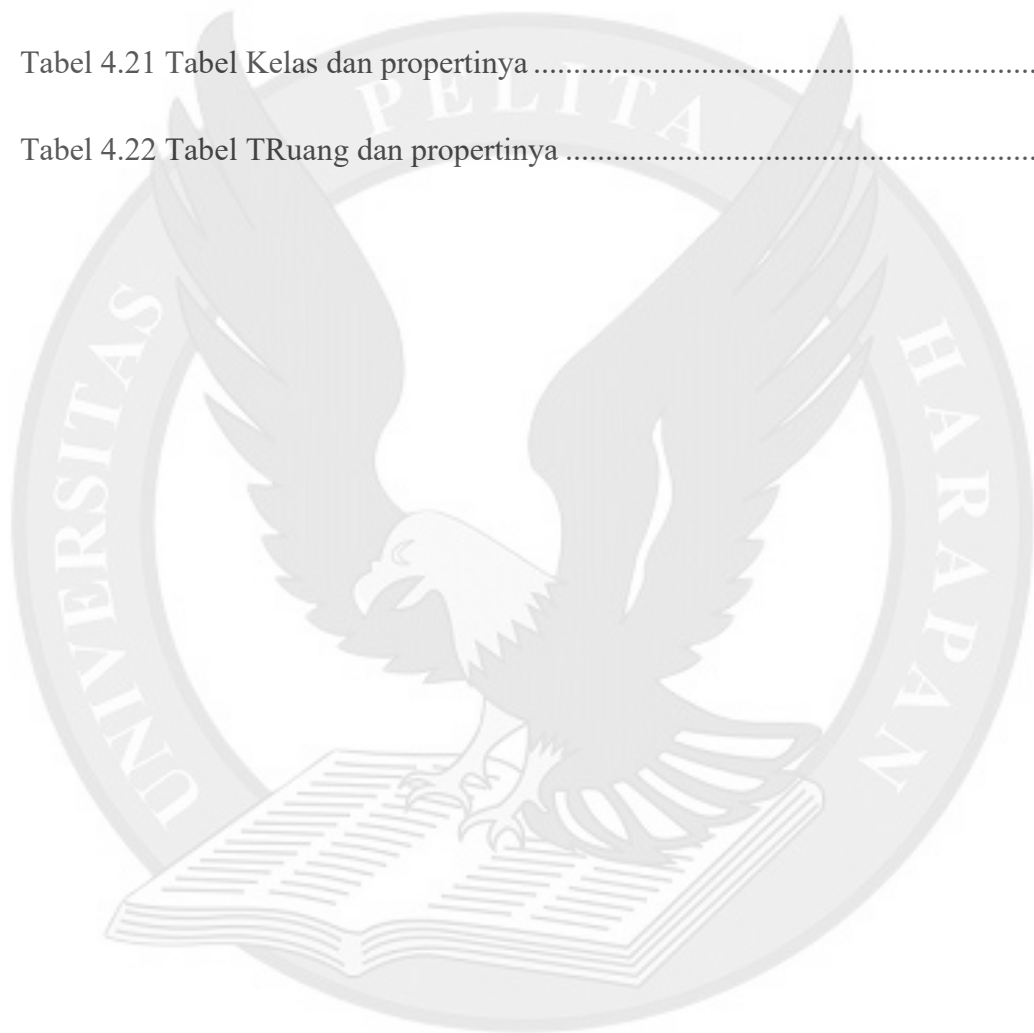 Tabel 4.21 Tabel Kelas dan propertinya ................................................................
Tabel 4.22 Tabel TRuang dan propertinya ............................................................
UNIVERSITAS PELITA HARAPAN